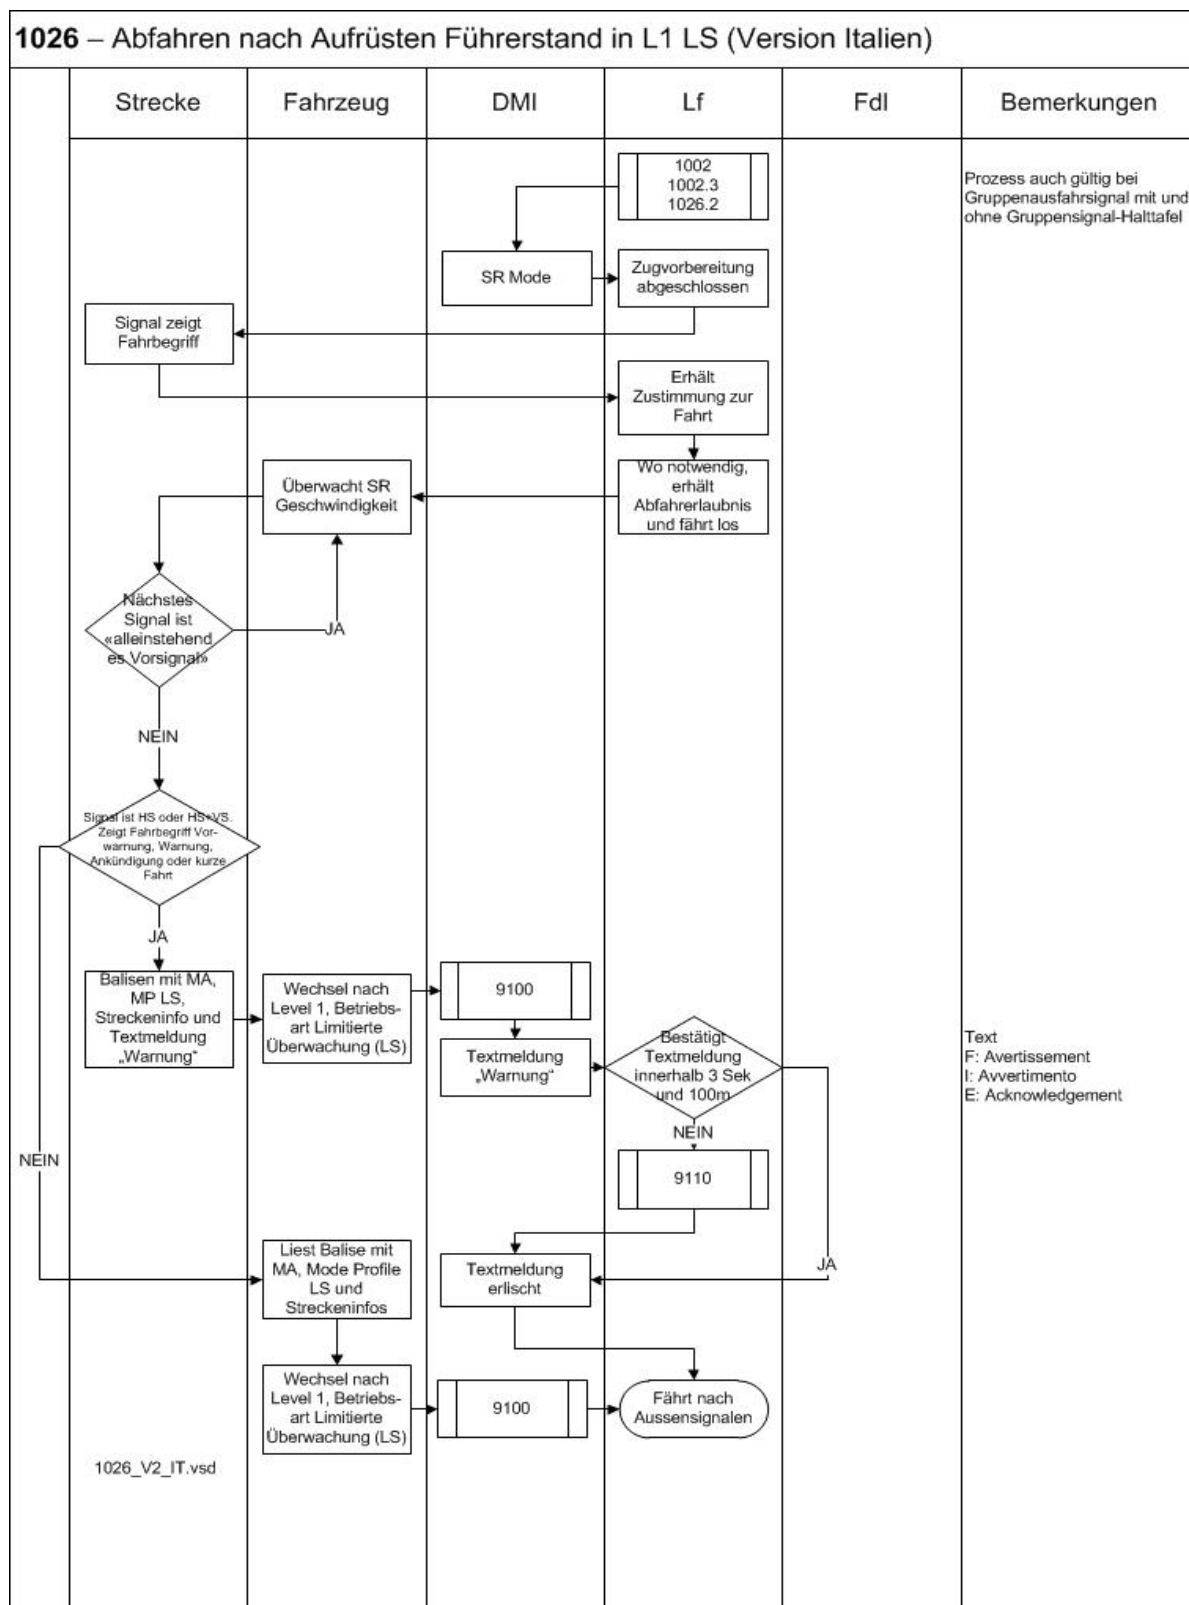 1026 – Abfahren nach Aufrüsten Führerstand in L1 LS (Version Italien)
Strecke
Fahrzeug
DMI
Lf
Fdl
Bemerkungen
1002
1002.3
1026.2
Prozess auch gültig bei
Gruppenausfahrsignal mit und
ohne Gruppensignal-Halttafel
SR Mode
Zugvorbereitung
abgeschlossen
Signal zeigt
Fahrbegriff
Erhält
Zustimmung zur
Fahrt
Wo notwendig,
erhält
Abfahrerlaubnis
und fährt los
Überwacht SR
Geschwindigkeit
Nächstes
Signal ist
«alleinstehend
es Vorsignal»
JA
NEIN
Signal ist HS oder HS+VS.
Zeigt Fahrbegriff Vor-
warnung, Warnung,
Ankündigung oder kurze
Fahrt
JA
Balisen mit MA,
MP LS,
Streckeninfo und
Textmeldung
„Warnung“
Wechsel nach
Level 1, Betriebs-
art Limitierte
Überwachung (LS)
9100
Textmeldung
„Warnung“
Bestätigt
Textmeldung
innerhalb 3 Sek
und 100m
Text
F: Avertissement
I: Avvertimento
E: Acknowledgement
NEIN
NEIN
9110
Liest Balise mit
MA, Mode Profile
LS und
Streckeninfos
Textmeldung
erlischt
JA
Wechsel nach
Level 1, Betriebs-
art Limitierte
Überwachung (LS)
9100
Fährt nach
Aussensignalen
1026_V2_IT.vsd